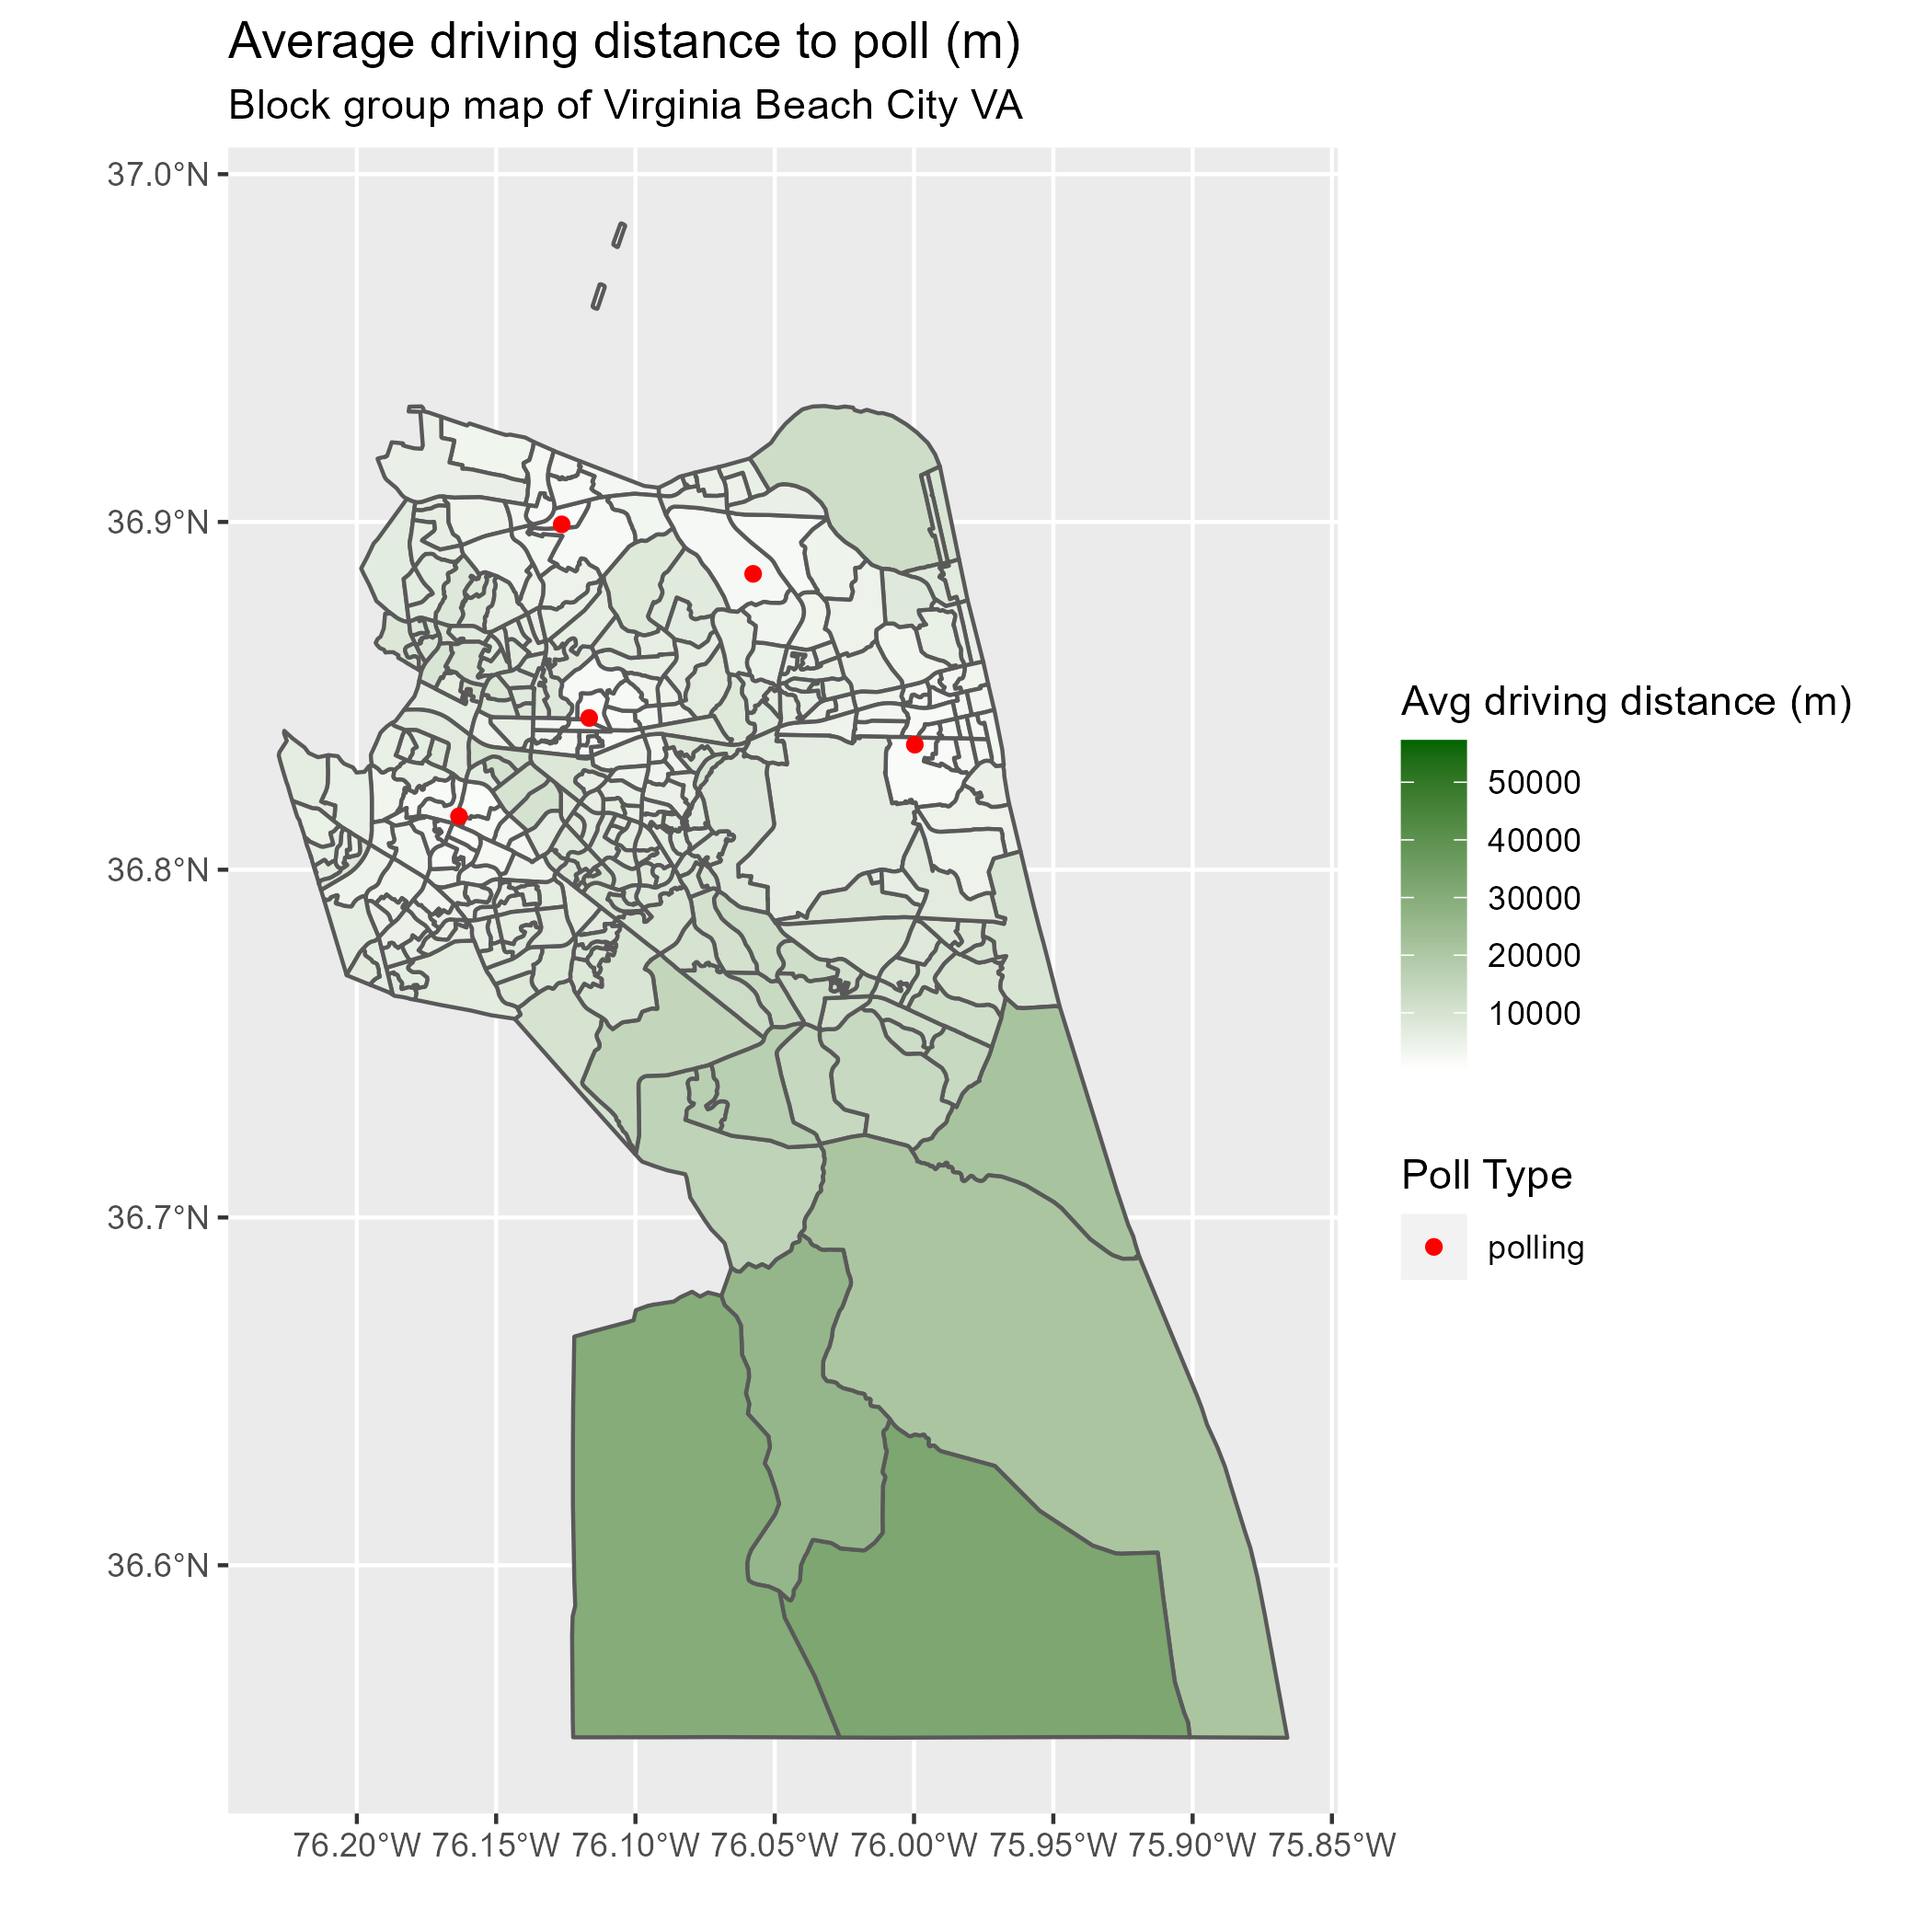 Average driving distance to poll (m)
Block group map of Virginia Beach City VA
37.0°N
36.9°N
36.8°N
36.7°N
36.6°N
76.20°W 76.15°W 76.10°W 76.05°W 76.00°W 75.95°W 75.90°W 75.85°W
Avg driving distance (m)
50000
40000
30000
20000
10000
Poll Type
polling